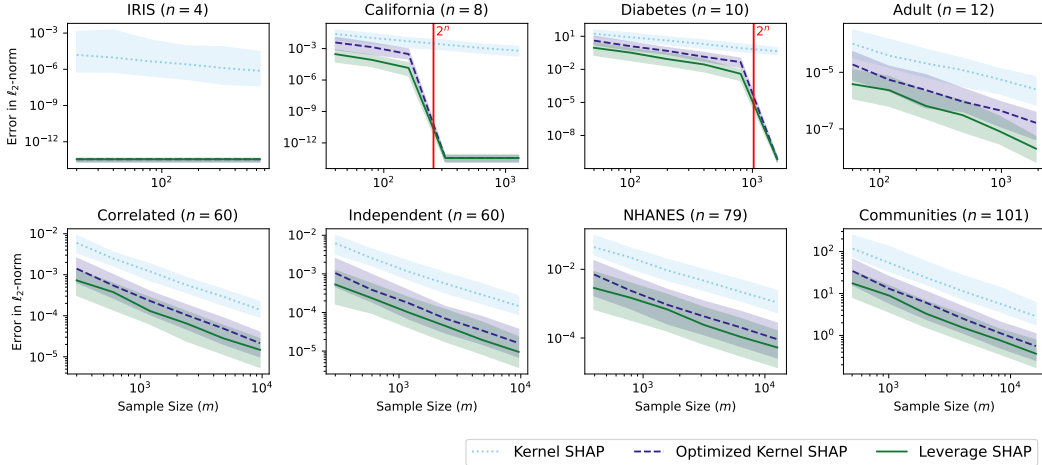 IRIS (n = 4)
California (n = 8)
Diabetes (n = 10)
Adult (n = 12)
Error in ℓ₂-norm
10⁻³
10⁻⁶
10⁻⁹
10⁻¹²
10²
10⁻³
10⁻⁶
10⁻⁹
10⁻¹²
2ⁿ
10²
10³
10¹
10⁻²
10⁻⁵
10⁻⁸
2ⁿ
10²
10³
10⁻⁵
10⁻⁷
10²
10³
Correlated (n = 60)
Independent (n = 60)
NHANES (n = 79)
Communities (n = 101)
Error in ℓ₂-norm
10⁻²
10⁻³
10⁻⁴
10⁻⁵
10³
10⁴
Sample Size (m)
10⁻²
10⁻³
10⁻⁴
10⁻⁵
10³
10⁴
Sample Size (m)
10⁻²
10⁻⁴
10³
10⁴
Sample Size (m)
10²
10¹
10⁰
10³
10⁴
Sample Size (m)
Kernel SHAP
Optimized Kernel SHAP
Leverage SHAP